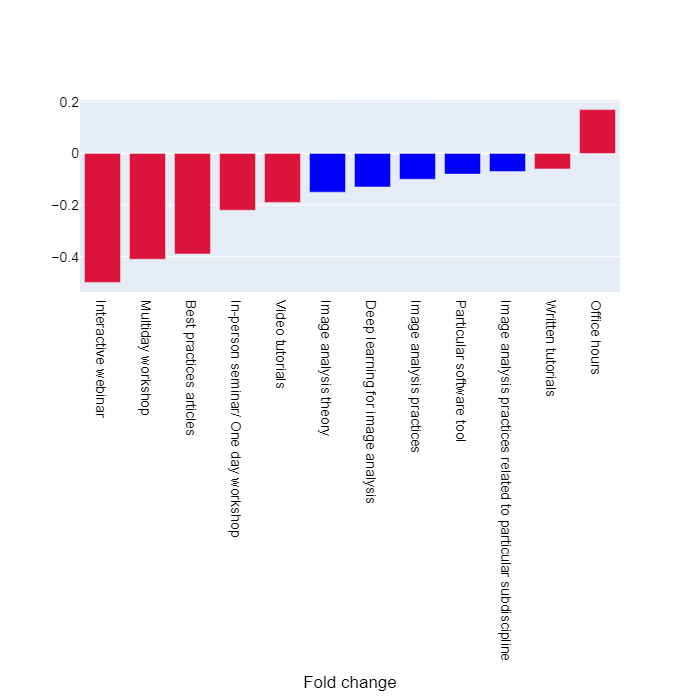 0.2
0
−0.2
−0.4
Interactive webinar
Multiday workshop
Best practices articles
In-person seminar/ One day workshop
Video tutorials
Image analysis theory
Deep learning for image analysis
Image analysis practices
Particular software tool
Image analysis practices related to particular subdiscipline
Written tutorials
Office hours
Fold change